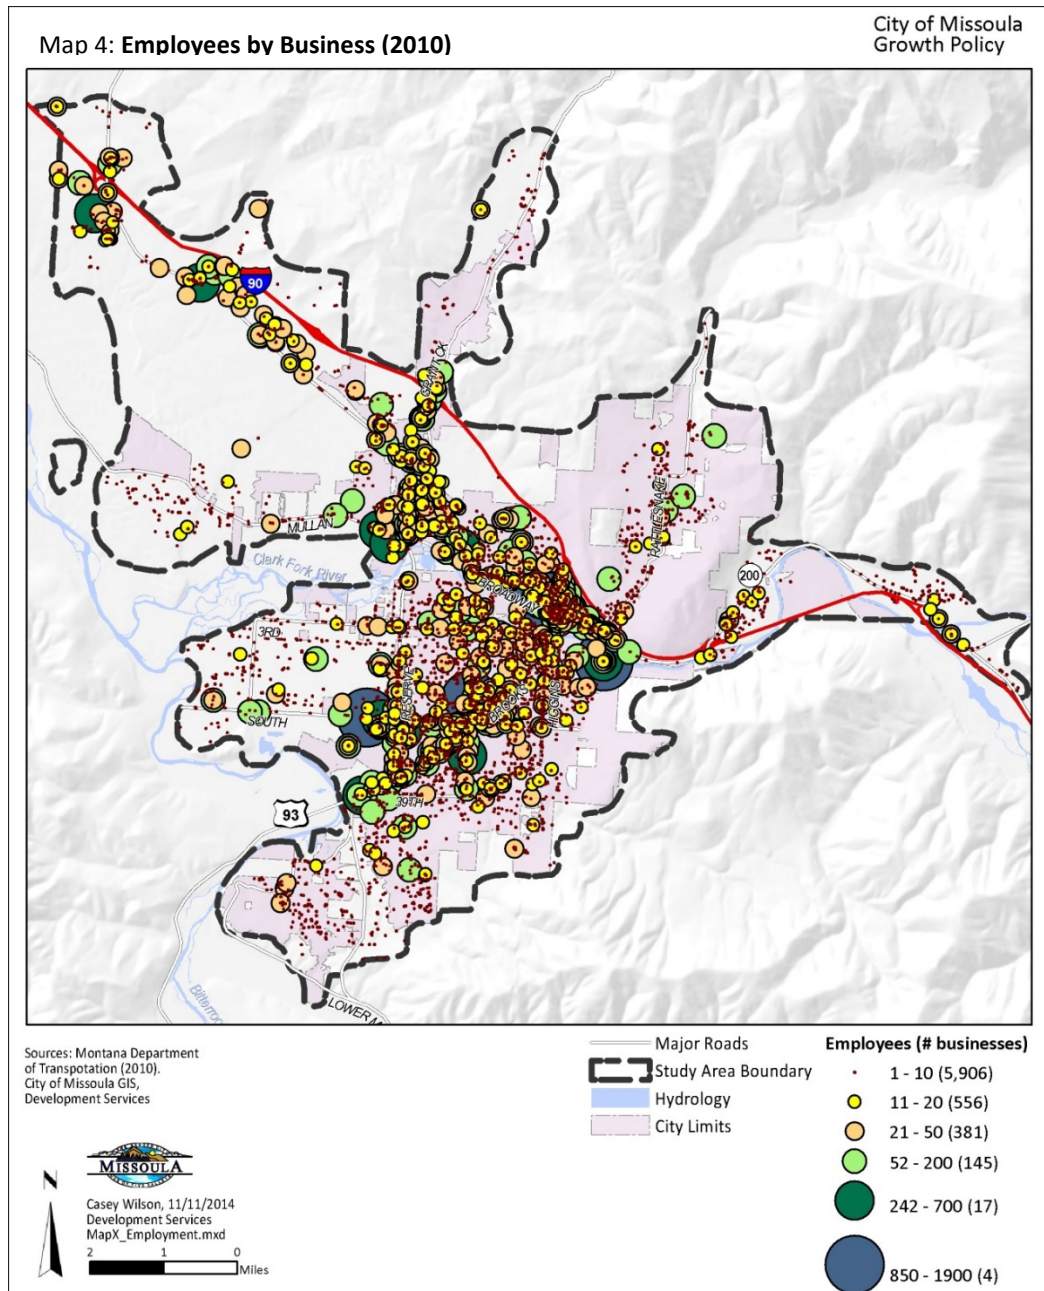 Map 4: Employees by Business (2010)
City of Missoula
Growth Policy
90
GRANT CK
RATTLESNAKE
MULLAN
Clark Fork River
BROADWAY
200
3RD
RESERVE
BROOKS
HIGGINS
SOUTH
39TH
93
LOWER M
Bitterroo
Sources: Montana Department
of Transpotation (2010).
City of Missoula GIS,
Development Services
Major Roads
Study Area Boundary
Hydrology
City Limits
Employees (# businesses)
1 - 10 (5,906)
11 - 20 (556)
21 - 50 (381)
52 - 200 (145)
242 - 700 (17)
850 - 1900 (4)
N
MISSOULA
Casey Wilson, 11/11/2014
Development Services
MapX_Employment.mxd
2 1 0
Miles